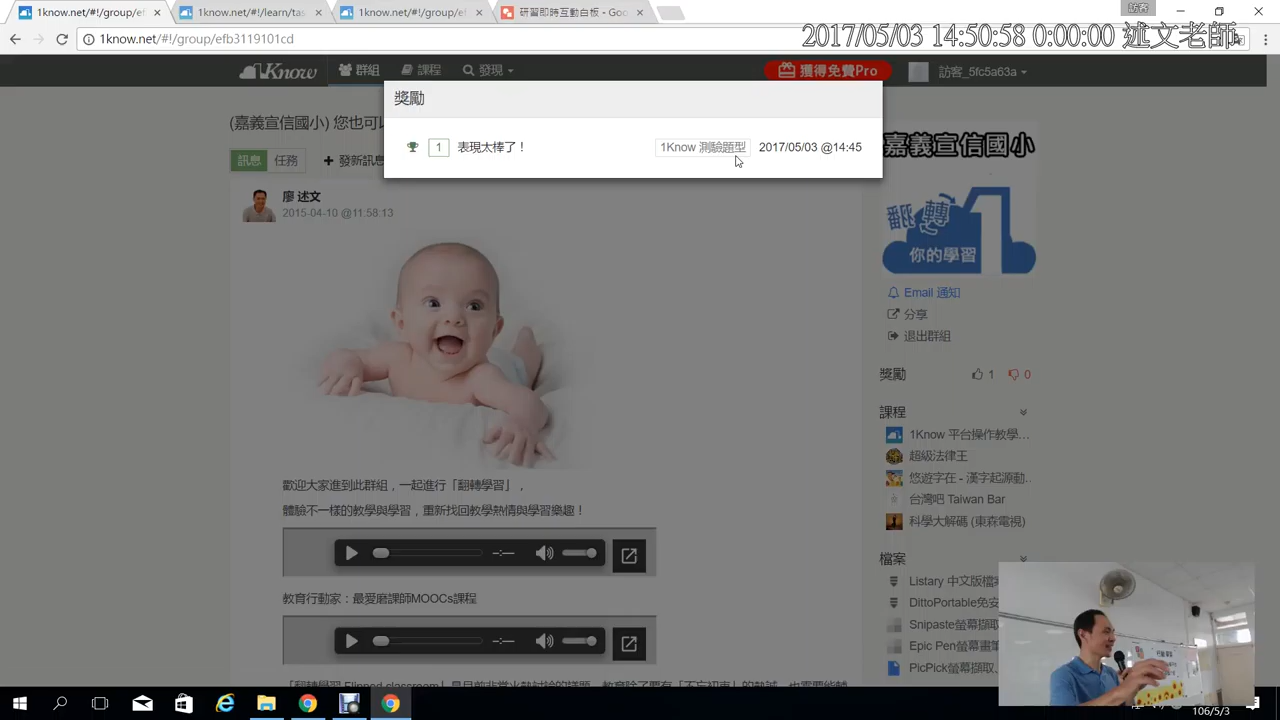 1know.net/#!/group/ef
1know.net/#!/learn/tas
1know.net/#!/group/ef
研習即時互動白板 - Goo
訪客
1know.net/#!/group/efb3119101cd
2017/05/03 14:50:58 0:00:00 述文老師
1Know
群組
課程
發現
獲得免費Pro
訪客_5fc5a63a
獎勵
1
表現太棒了！
1Know 測驗題型
2017/05/03 @14:45
(嘉義宣信國小) 您也可
訊息
任務
發新訊息
廖 述文
2015-04-10 @11:58:13
歡迎大家進到此群組，一起進行「翻轉學習」，
體驗不一樣的教學與學習，重新找回教學熱情與學習樂趣！
-:--
教育行動家：最愛磨課師MOOCs課程
-:--
嘉義宣信國小
翻轉
你的學習
Email 通知
分享
退出群組
獎勵
1
0
課程
1Know 平台操作教學…
超級法律王
悠遊字在 - 漢字起源動…
台灣吧 Taiwan Bar
科學大解碼 (東森電視)
檔案
Listary 中文版檔
DittoPortable免安
Snipaste螢幕擷取
Epic Pen螢幕畫筆
PicPick螢幕擷取
106/5/3